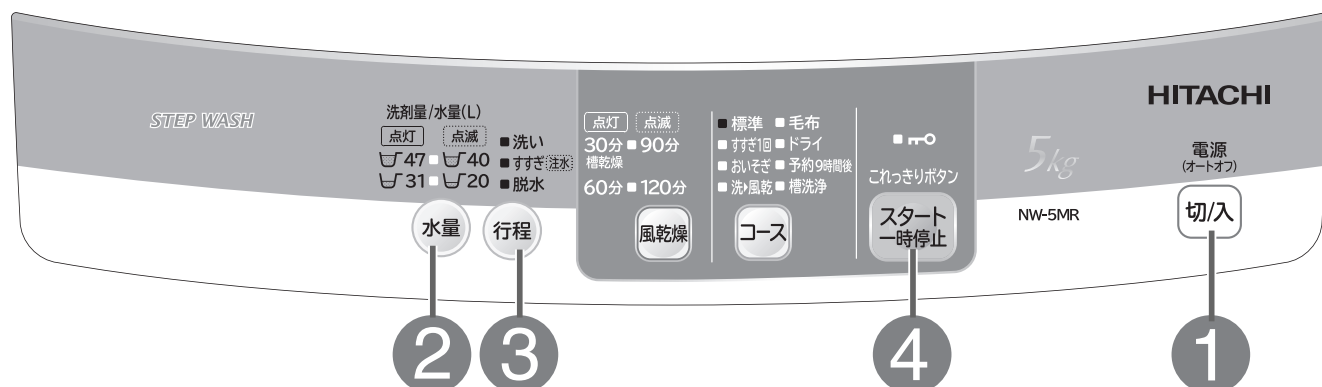 STEP WASH
洗剤量/水量(L)
点灯 点滅
47 40
31 20
水量
洗い
すすぎ 注水
脱水
行程
点灯 点滅
30分 90分
槽乾燥
60分 120分
風乾燥
標準 毛布
すすぎ1回 ドライ
おいそぎ 予約9時間後
洗▶風乾 槽洗浄
コース
これっきりボタン
スタート
一時停止
5kg
NW-5MR
HITACHI
電源
(オートオフ)
切/入
2 3 4 1